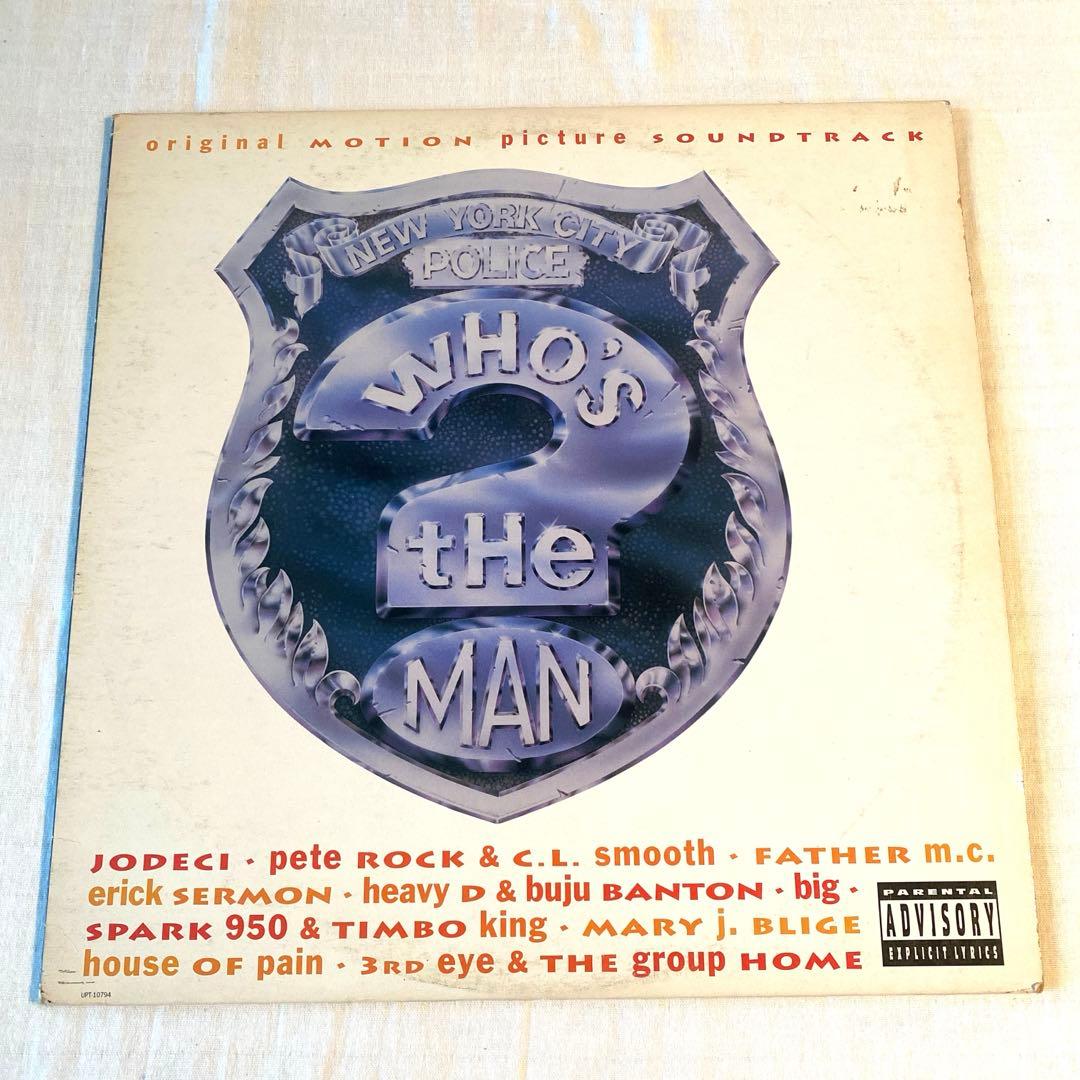 original MOTION picture SOUNDTRACK
NEW YORK CITY
POLICE
WHO'S
tHe
MAN
JODECI · pete ROCK & C.L. smooth · FATHER m.c.
erick SERMON · heavy D & buju BANTON · big ·
SPARK 950 & TIMBO king · MARY j. BLIGE
house OF pain · 3RD eye & THE group HOME
PARENTAL
ADVISORY
EXPLICIT LYRICS
UPT-10794